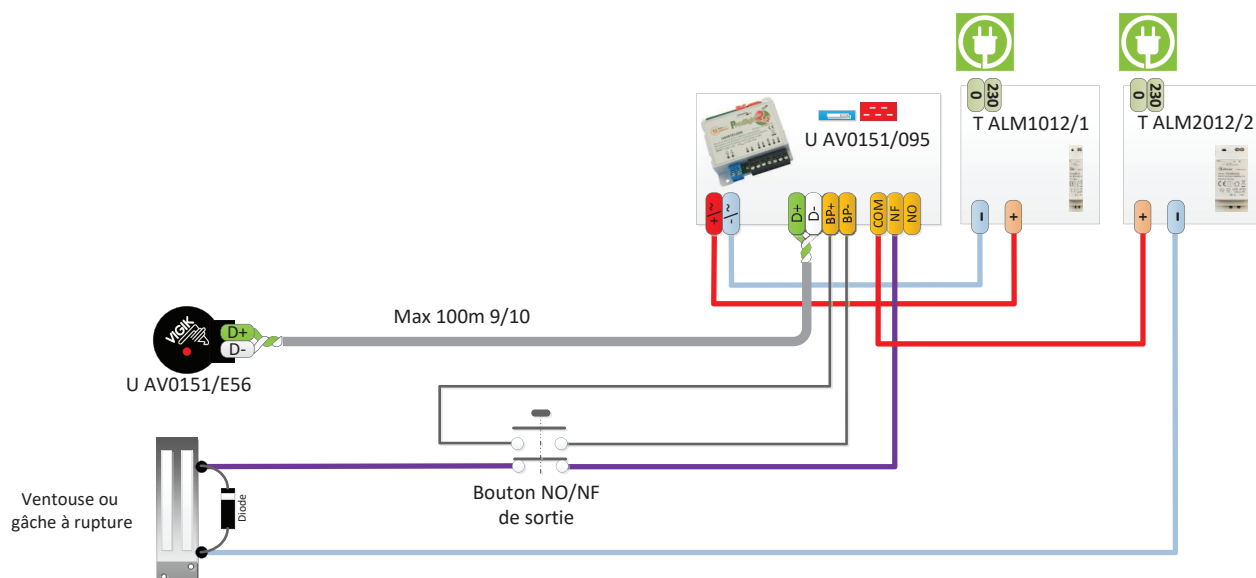 0
230
0
230
T ALM1012/1
T ALM2012/2
U AV0151/095
+/~
~/-
D+
D-
BP+
BP-
COM
NF
NO
-
+
+
-
Max 100m 9/10
VIGIK
D+
D-
U AV0151/E56
Ventouse ou
gâche à rupture
Diode
Bouton NO/NF
de sortie